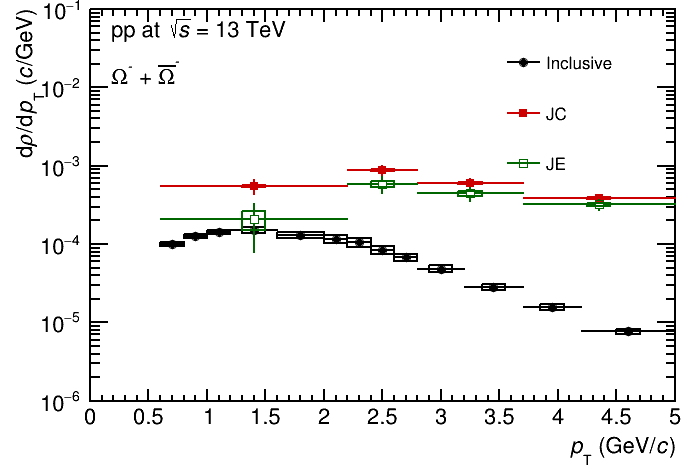 pp at √s = 13 TeV
Ω⁻ + Ω̅⁻
Inclusive
JC
JE
dρ/dp_T (c/GeV)
10⁻¹
10⁻²
10⁻³
10⁻⁴
10⁻⁵
10⁻⁶
0 0.5 1 1.5 2 2.5 3 3.5 4 4.5 5
p_T (GeV/c)